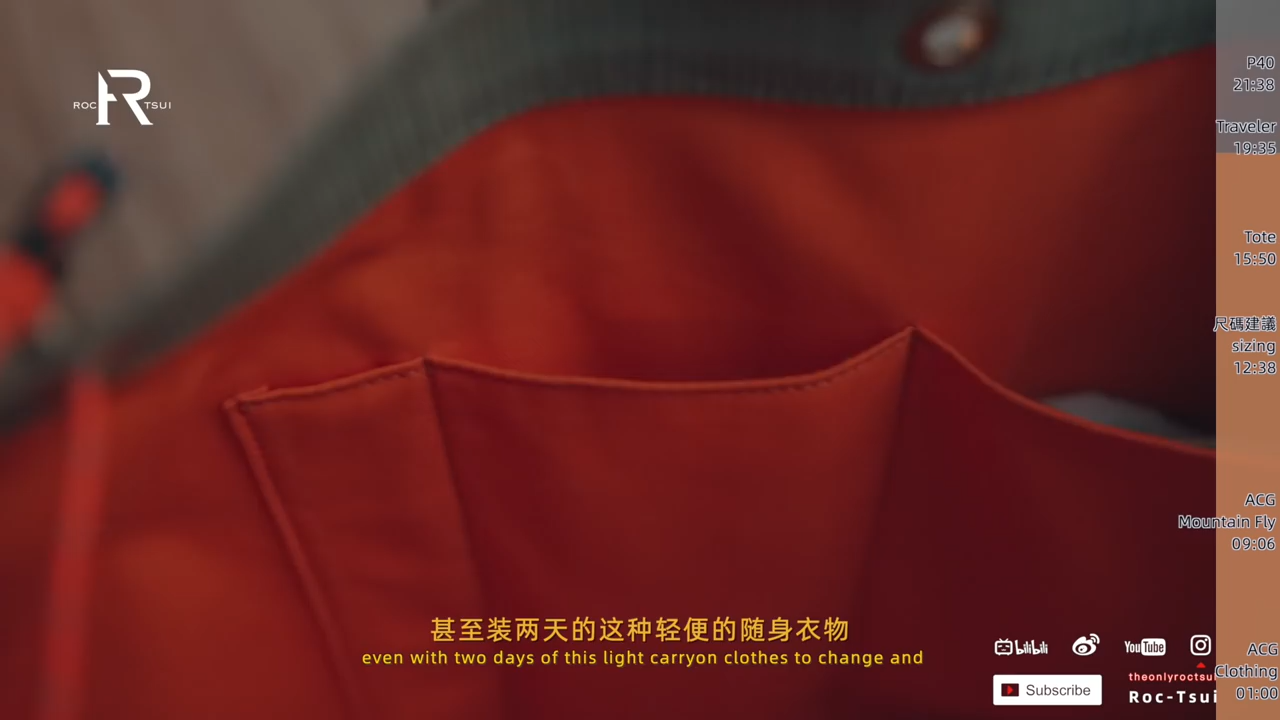 ROC R TSUI
P40
21:38
Traveler
19:35
Tote
15:50
尺碼建議
sizing
12:38
ACG
Mountain Fly
09:06
甚至装两天的这种轻便的随身衣物
even with two days of this light carryon clothes to change and
bilibili
YouTube
ACG
Clothing
01:00
theonlyroctsui
Subscribe
Roc-Tsui